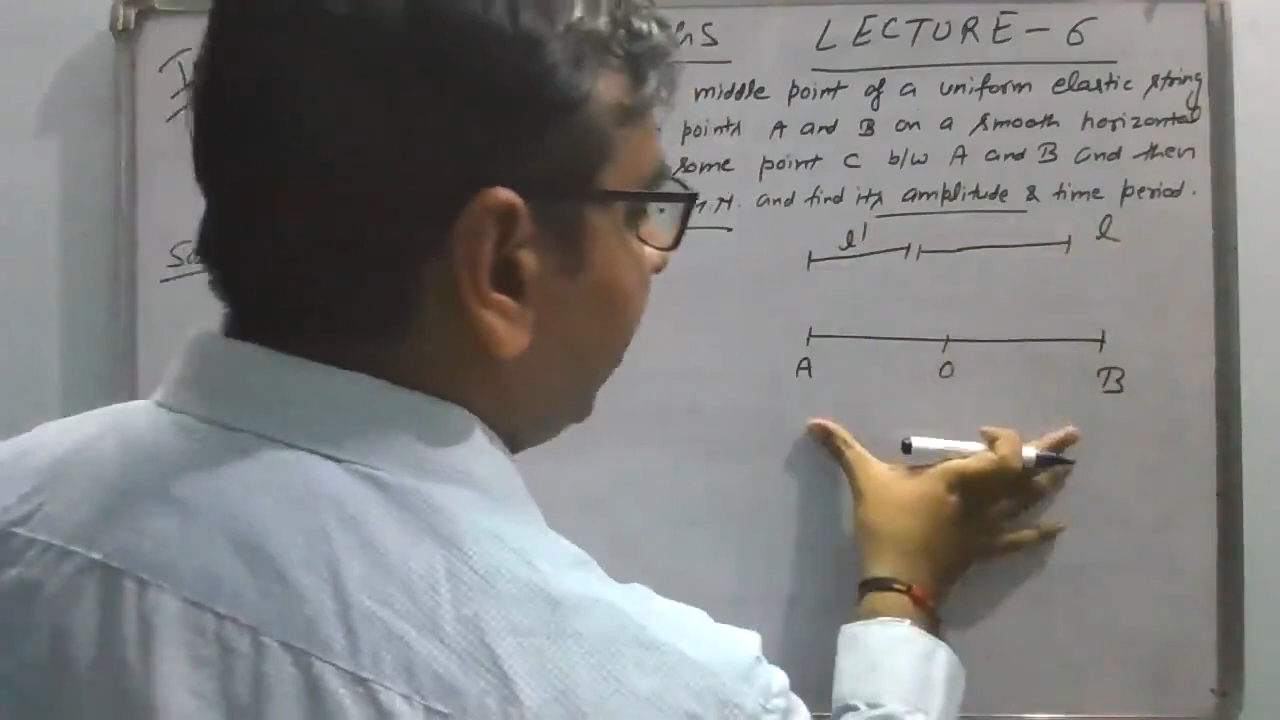 LECTURE - 6
middle point of a uniform elastic string
points A and B on a smooth horizontal
some point C b/w A and B and then
and find its amplitude & time period.
l' l
A O B